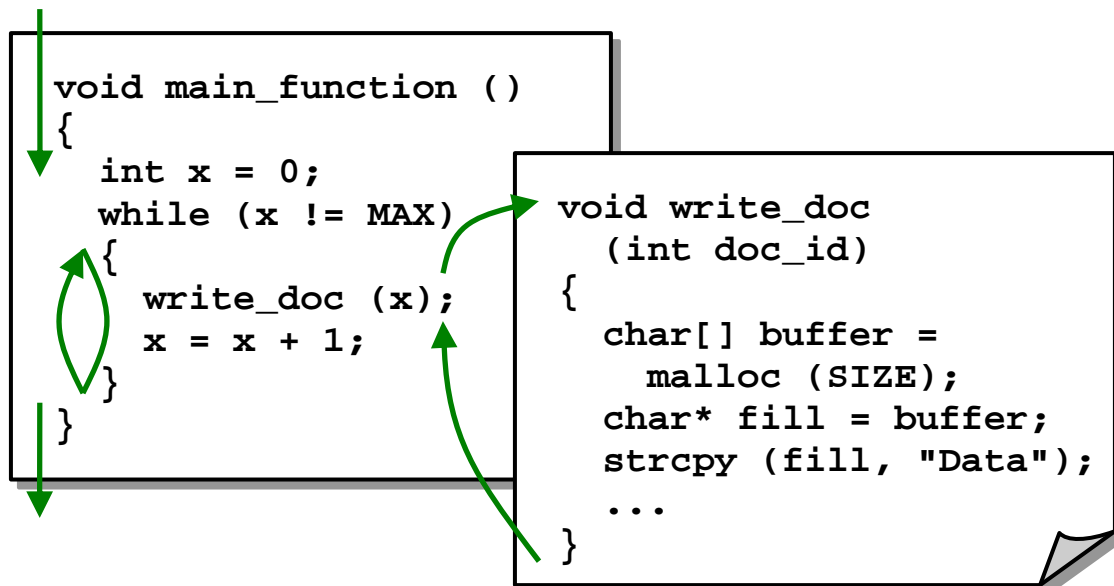 void main_function ()
{
int x = 0;
while (x != MAX)
{
write_doc (x);
x = x + 1;
}
}
void write_doc
(int doc_id)
{
char[] buffer =
malloc (SIZE);
char* fill = buffer;
strcpy (fill, "Data");
...
}